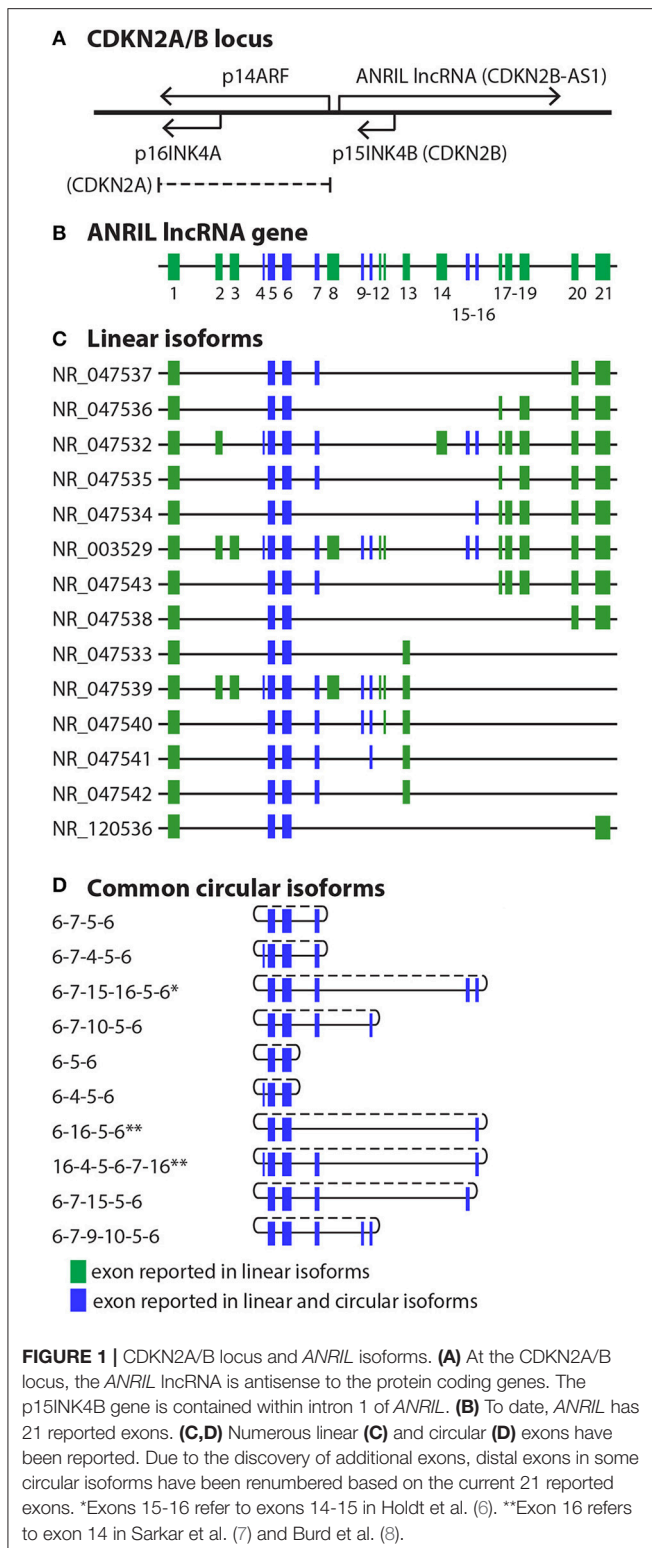 A CDKN2A/B locus
p14ARF
ANRIL lncRNA (CDKN2B-AS1)
p16INK4A
p15INK4B (CDKN2B)
(CDKN2A)
B ANRIL lncRNA gene
1 2 3 4 5 6 7 8 9-12 13 14 17-19 20 21
15-16
C Linear isoforms
NR_047537
NR_047536
NR_047532
NR_047535
NR_047534
NR_003529
NR_047543
NR_047538
NR_047533
NR_047539
NR_047540
NR_047541
NR_047542
NR_120536
D Common circular isoforms
6-7-5-6
6-7-4-5-6
6-7-15-16-5-6*
6-7-10-5-6
6-5-6
6-4-5-6
6-16-5-6**
16-4-5-6-7-16**
6-7-15-5-6
6-7-9-10-5-6
exon reported in linear isoforms
exon reported in linear and circular isoforms
FIGURE 1 | CDKN2A/B locus and ANRIL isoforms. (A) At the CDKN2A/B
locus, the ANRIL lncRNA is antisense to the protein coding genes. The
p15INK4B gene is contained within intron 1 of ANRIL. (B) To date, ANRIL has
21 reported exons. (C,D) Numerous linear (C) and circular (D) exons have
been reported. Due to the discovery of additional exons, distal exons in some
circular isoforms have been renumbered based on the current 21 reported
exons. *Exons 15-16 refer to exons 14-15 in Holdt et al. (6). **Exon 16 refers
to exon 14 in Sarkar et al. (7) and Burd et al. (8).